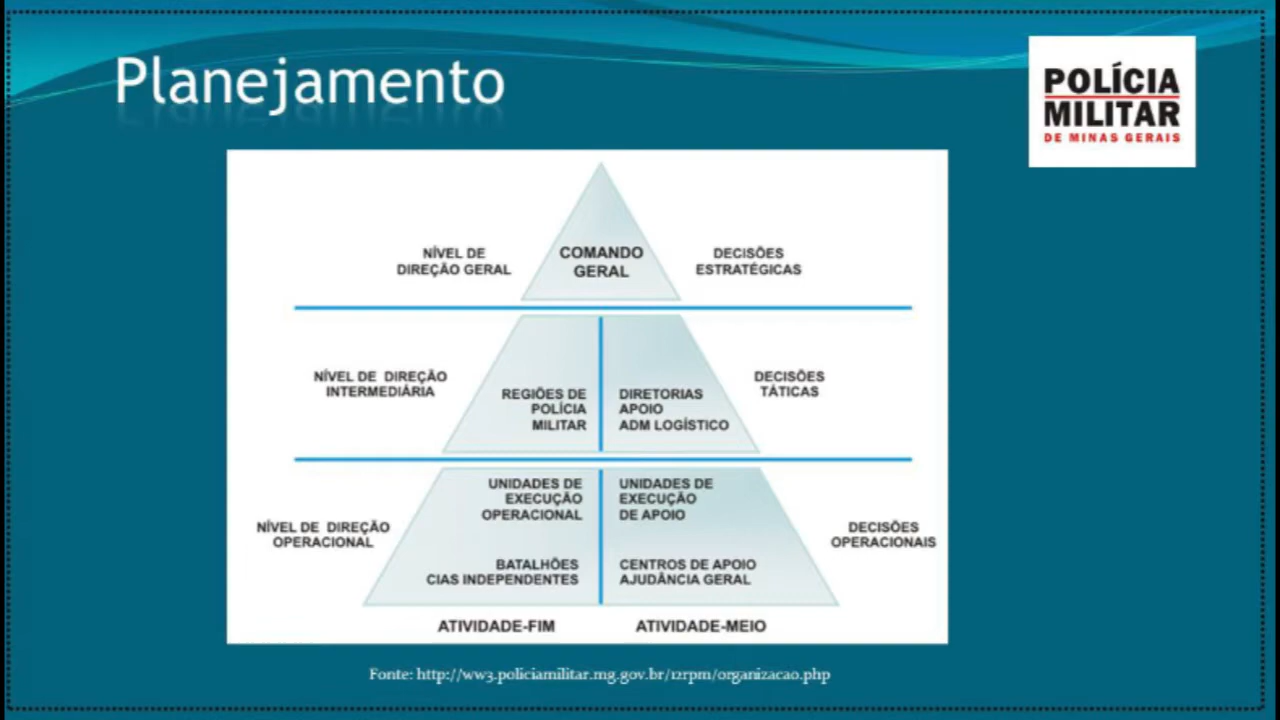 Planejamento
POLÍCIA
MILITAR
DE MINAS GERAIS
NÍVEL DE
DIREÇÃO GERAL
COMANDO
GERAL
DECISÕES
ESTRATÉGICAS
NÍVEL DE DIREÇÃO
INTERMEDIÁRIA
REGIÕES DE
POLÍCIA
MILITAR
DIRETORIAS
APOIO
ADM LOGÍSTICO
DECISÕES
TÁTICAS
NÍVEL DE DIREÇÃO
OPERACIONAL
UNIDADES DE
EXECUÇÃO
OPERACIONAL
BATALHÕES
CIAS INDEPENDENTES
UNIDADES DE
EXECUÇÃO
DE APOIO
CENTROS DE APOIO
AJUDÂNCIA GERAL
DECISÕES
OPERACIONAIS
ATIVIDADE-FIM
ATIVIDADE-MEIO
Fonte: http://ww3.policiamilitar.mg.gov.br/12rpm/organizacao.php